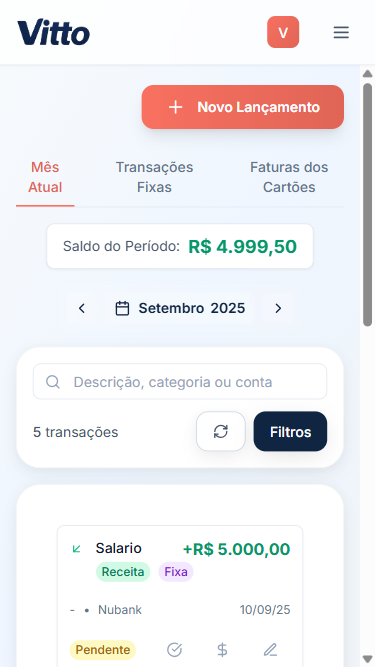 Vitto
V
Novo Lançamento
Mês
Atual
Transações
Fixas
Faturas dos
Cartões
Saldo do Período: R$ 4.999,50
Setembro 2025
Descrição, categoria ou conta
5 transações
Filtros
Salario +R$ 5.000,00
Receita Fixa
- • Nubank 10/09/25
Pendente